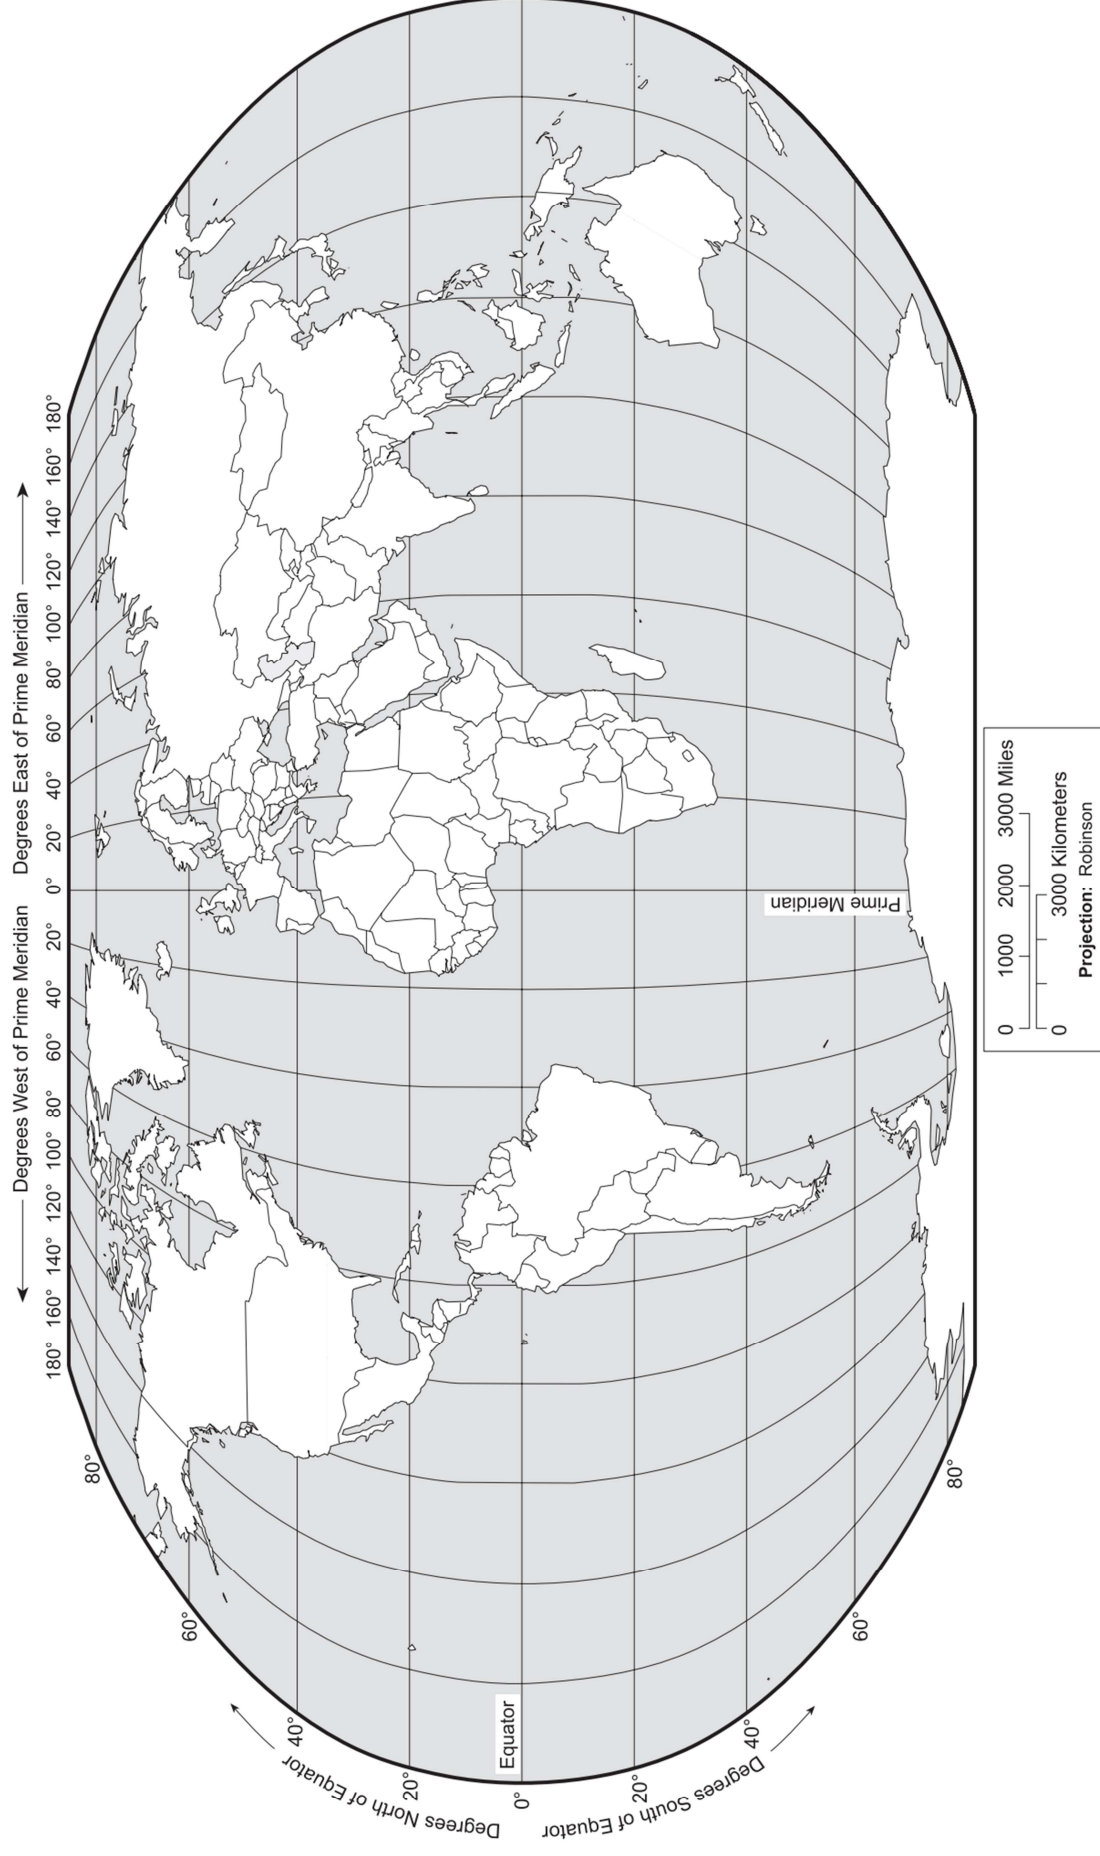 Degrees West of Prime Meridian Degrees East of Prime Meridian
180° 160° 140° 120° 100° 80° 60° 40° 20° 0° 20° 40° 60° 80° 100° 120° 140° 160° 180°
80°
60°
40°
20°
0°
20°
40°
60°
80°
Degrees North of Equator
Degrees South of Equator
Equator
Prime Meridian
0 1000 2000 3000 Miles
0 3000 Kilometers
Projection: Robinson